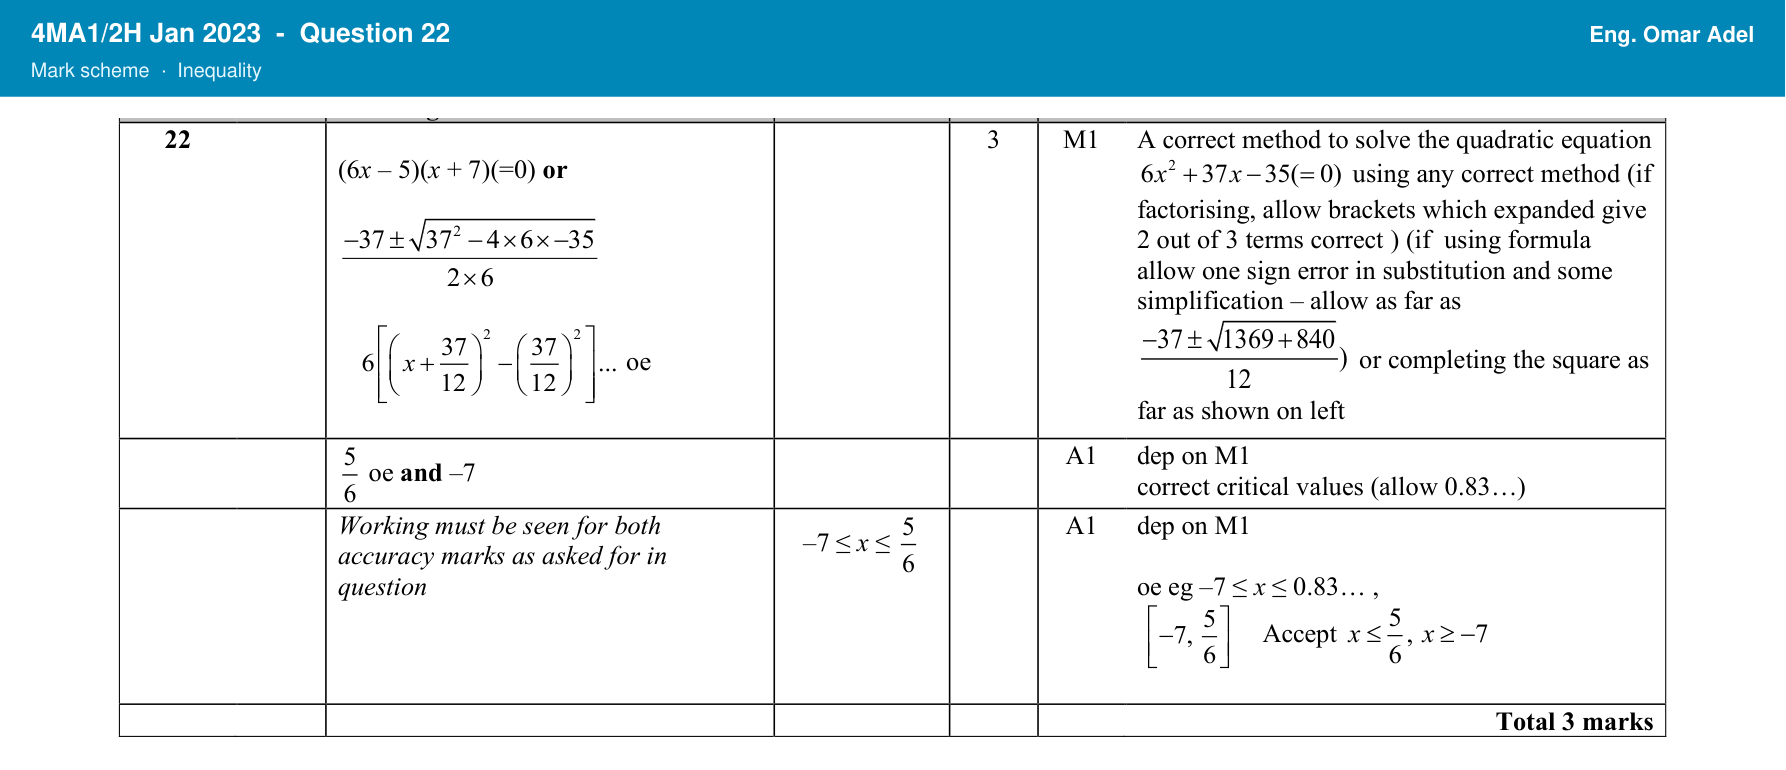 4MA1/2H Jan 2023 - Question 22
Eng. Omar Adel
Mark scheme · Inequality
22
(6x – 5)(x + 7)(=0) or
(−37 ± √(37² − 4×6×−35)) / (2×6)
6[(x + 37/12)² − (37/12)²]... oe
3
M1
A correct method to solve the quadratic equation
6x² + 37x − 35(= 0) using any correct method (if
factorising, allow brackets which expanded give
2 out of 3 terms correct ) (if using formula
allow one sign error in substitution and some
simplification – allow as far as
(−37 ± √(1369 + 840)) / 12 ) or completing the square as
far as shown on left
5/6 oe and –7
A1
dep on M1
correct critical values (allow 0.83…)
Working must be seen for both
accuracy marks as asked for in
question
–7 ≤ x ≤ 5/6
A1
dep on M1
oe eg –7 ≤ x ≤ 0.83… ,
[−7, 5/6] Accept x ≤ 5/6, x ≥ −7
Total 3 marks